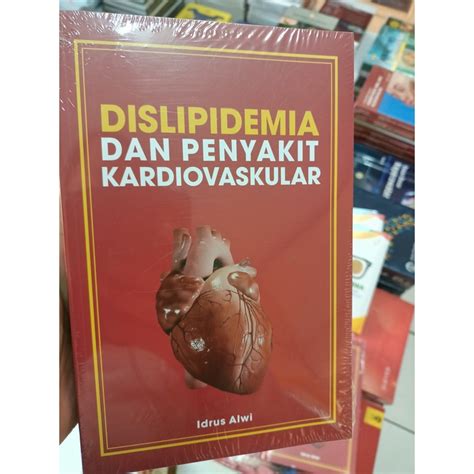 DISLIPIDEMIA
DAN PENYAKIT
KARDIOVASKULAR
Idrus Alwi